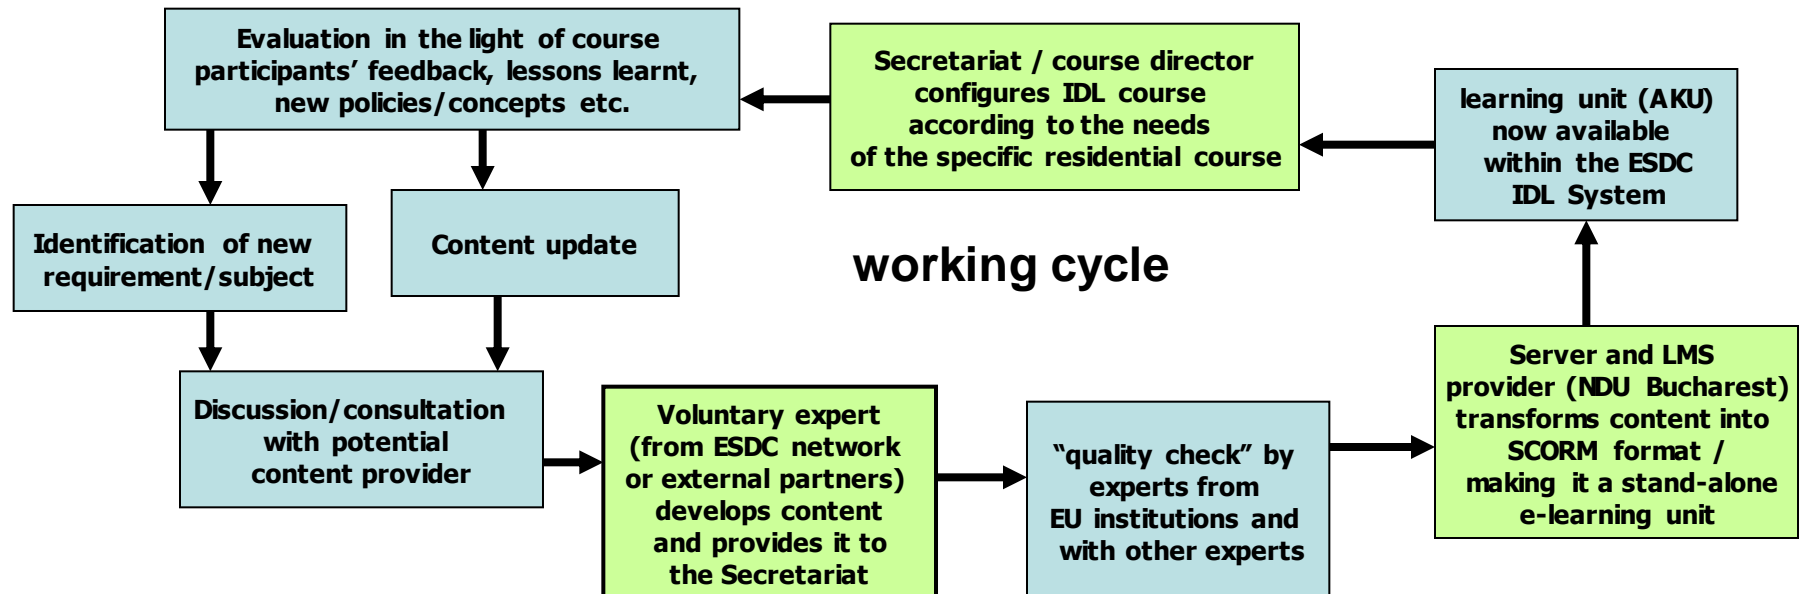 Evaluation in the light of course
participants’ feedback, lessons learnt,
new policies/concepts etc.
Secretariat / course director
configures IDL course
according to the needs
of the specific residential course
learning unit (AKU)
now available
within the ESDC
IDL System
Identification of new
requirement/subject
Content update
working cycle
Discussion/consultation
with potential
content provider
Voluntary expert
(from ESDC network
or external partners)
develops content
and provides it to
the Secretariat
“quality check” by
experts from
EU institutions and
with other experts
Server and LMS
provider (NDU Bucharest)
transforms content into
SCORM format /
making it a stand-alone
e-learning unit